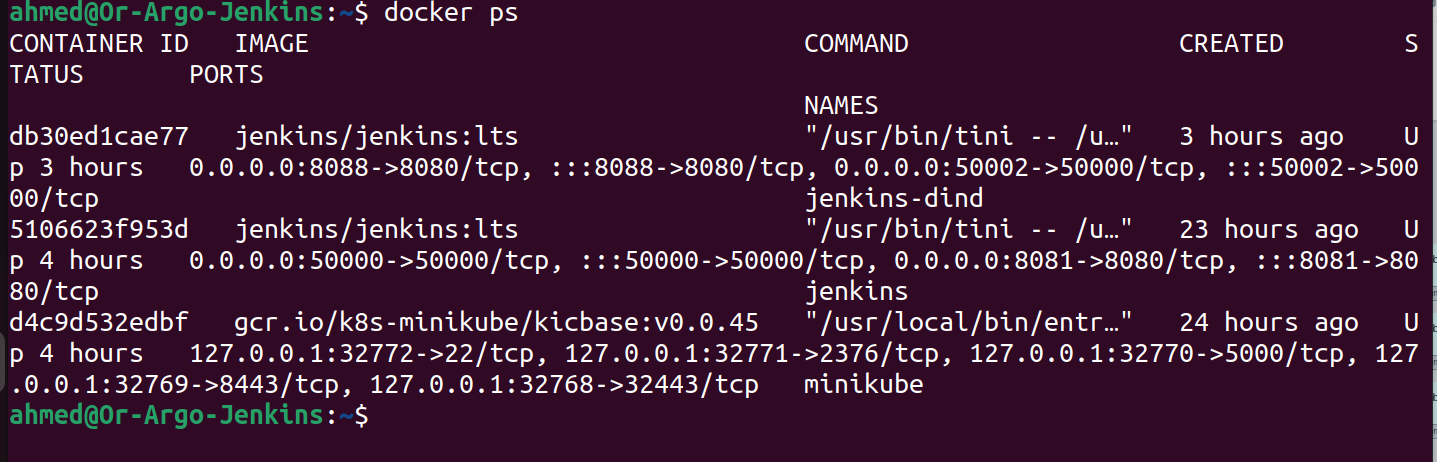 ahmed@Or-Argo-Jenkins:~$ docker ps
CONTAINER ID   IMAGE                                 COMMAND                  CREATED        S
TATUS       PORTS
                                                     NAMES
db30ed1cae77   jenkins/jenkins:lts                   "/usr/bin/tini -- /u…"   3 hours ago    U
p 3 hours   0.0.0.0:8088->8080/tcp, :::8088->8080/tcp, 0.0.0.0:50002->50000/tcp, :::50002->500
00/tcp                                               jenkins-dind
5106623f953d   jenkins/jenkins:lts                   "/usr/bin/tini -- /u…"   23 hours ago   U
p 4 hours   0.0.0.0:50000->50000/tcp, :::50000->50000/tcp, 0.0.0.0:8081->8080/tcp, :::8081->80
80/tcp                                               jenkins
d4c9d532edbf   gcr.io/k8s-minikube/kicbase:v0.0.45   "/usr/local/bin/entr…"   24 hours ago   U
p 4 hours   127.0.0.1:32772->22/tcp, 127.0.0.1:32771->2376/tcp, 127.0.0.1:32770->5000/tcp, 127
.0.0.1:32769->8443/tcp, 127.0.0.1:32768->32443/tcp   minikube
ahmed@Or-Argo-Jenkins:~$